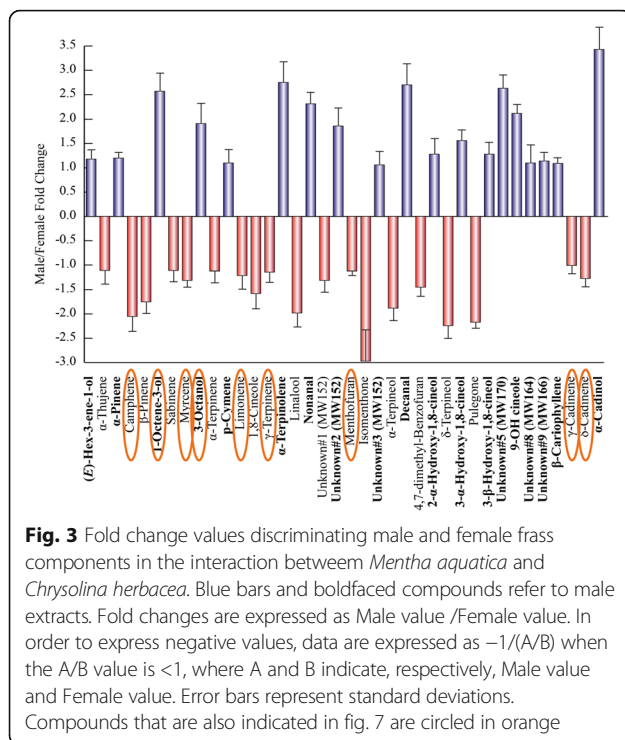 3.5
3.0
2.5
2.0
1.5
1.0
0.5
0.0
-0.5
-1.0
-1.5
-2.0
-2.5
-3.0
Male/Female Fold Change
(E)-Hex-3-ene-1-ol
α-Thujene
α-Pinene
Camphene
β-Pinene
1-Octene-3-ol
Sabinene
Myrcene
3-Octanol
α-Terpinene
p-Cymene
Limonene
1,8-Cineole
γ-Terpinene
α-Terpinolene
Linalool
Nonanal
Unknown#1 (MW152)
Unknown#2 (MW152)
Menthofuran
Isomenthone
Unknown#3 (MW152)
α-Terpineol
Decanal
4,7-dimethyl-Benzofuran
2-α-Hydroxy-1,8-cineol
δ-Terpineol
3-α-Hydroxy-1,8-cineol
Pulegone
3-β-Hydroxy-1,8-cineol
Unknown#5 (MW170)
9-OH cineole
Unknown#8 (MW164)
Unknown#9 (MW166)
β-Cariophyllene
γ-Cadinene
δ-Cadinene
α-Cadinol
Fig. 3 Fold change values discriminating male and female frass
components in the interaction betweem Mentha aquatica and
Chrysolina herbacea. Blue bars and boldfaced compounds refer to male
extracts. Fold changes are expressed as Male value /Female value. In
order to express negative values, data are expressed as −1/(A/B) when
the A/B value is <1, where A and B indicate, respectively, Male value
and Female value. Error bars represent standard deviations.
Compounds that are also indicated in fig. 7 are circled in orange